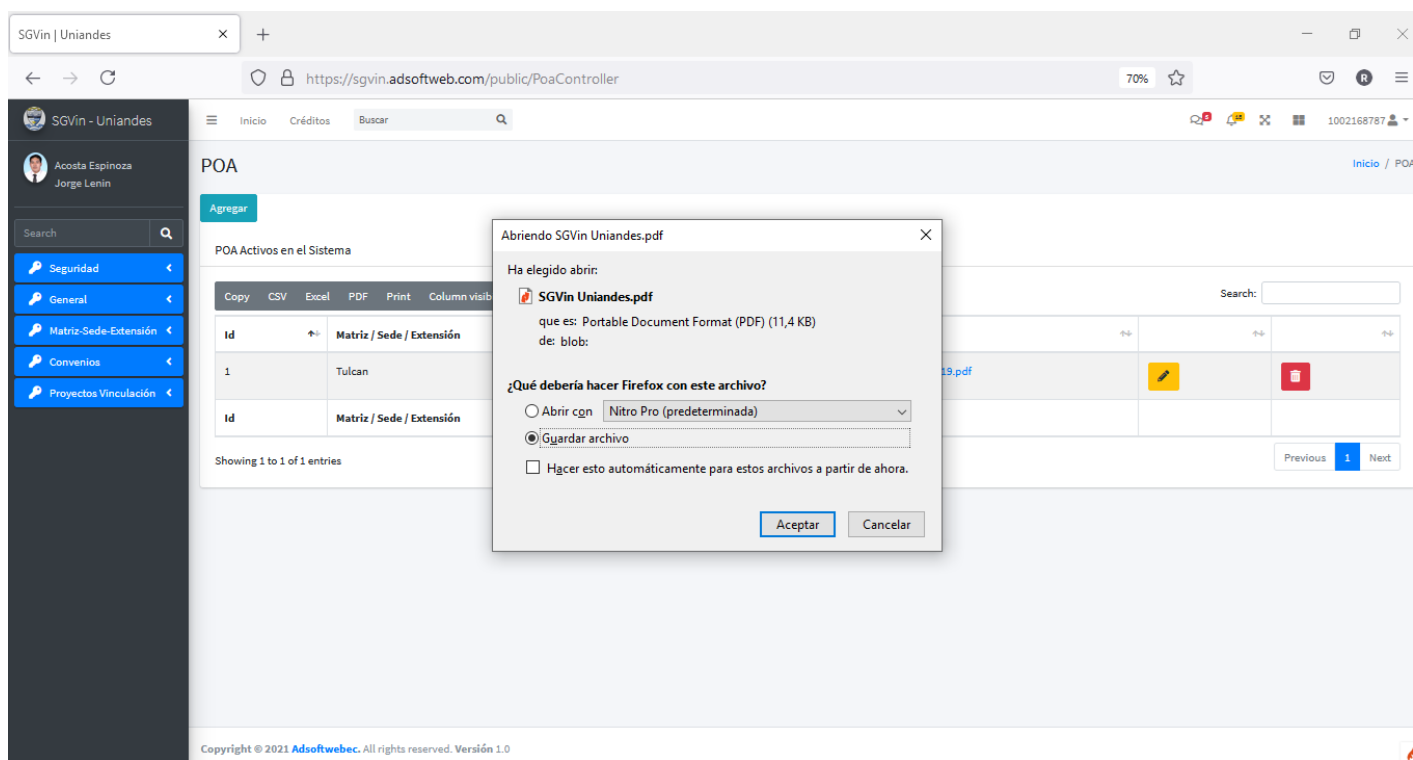 SGVin | Uniandes
https://sgvin.adsoftweb.com/public/PoaController
70%
R
SGVin - Uniandes
Inicio Créditos Buscar
1002168787
Acosta Espinoza
Jorge Lenin
POA
Inicio / POA
Agregar
Search
POA Activos en el Sistema
Seguridad
General
Matriz-Sede-Extensión
Convenios
Proyectos Vinculación
Copy CSV Excel PDF Print Column visib
Search:
Id Matriz / Sede / Extensión
1 Tulcan 19.pdf
Id Matriz / Sede / Extensión
Showing 1 to 1 of 1 entries
Previous 1 Next
Abriendo SGVin Uniandes.pdf
Ha elegido abrir:
SGVin Uniandes.pdf
que es: Portable Document Format (PDF) (11,4 KB)
de: blob:
¿Qué debería hacer Firefox con este archivo?
Abrir con Nitro Pro (predeterminada)
Guardar archivo
Hacer esto automáticamente para estos archivos a partir de ahora.
Aceptar Cancelar
Copyright © 2021 Adsoftwebec. All rights reserved. Versión 1.0